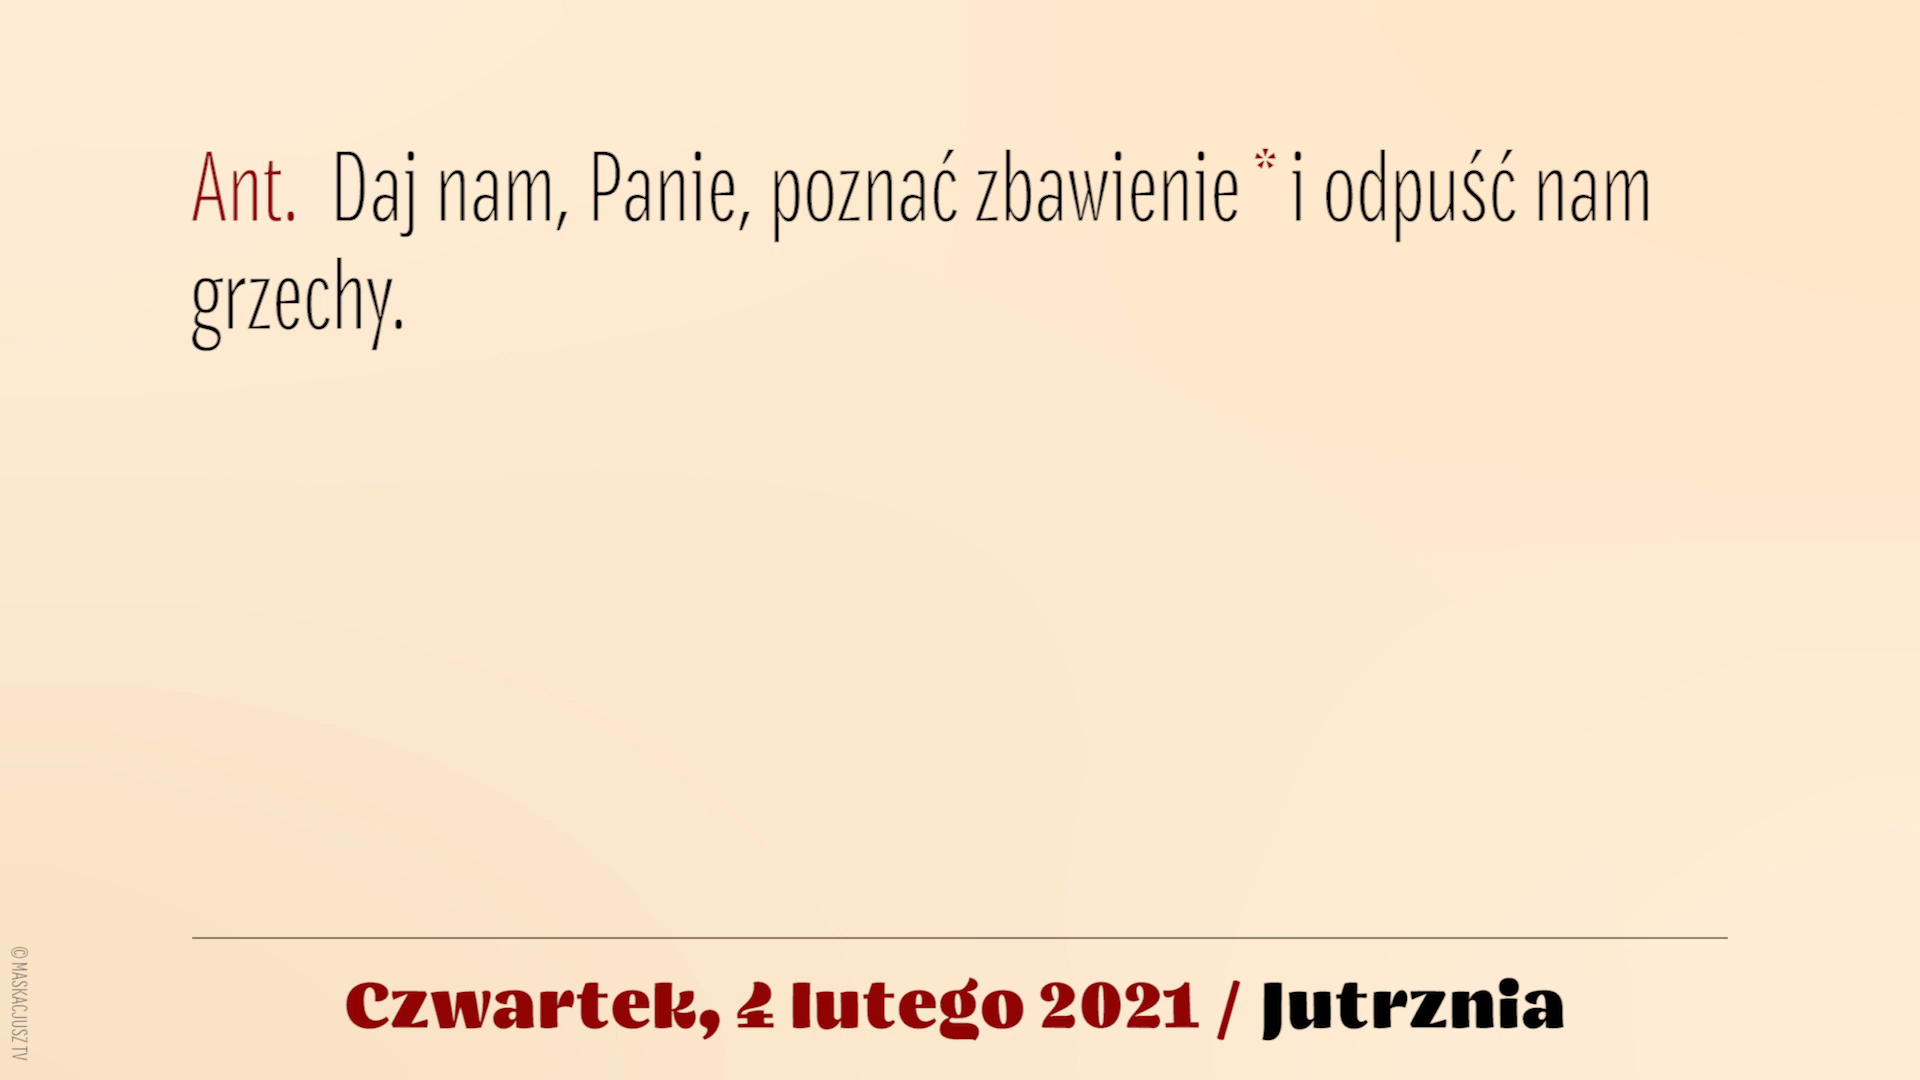 Ant. Daj nam, Panie, poznać zbawienie * i odpuść nam
grzechy.
Czwartek, 4 lutego 2021 / Jutrznia
© MASKACJUSZ TV